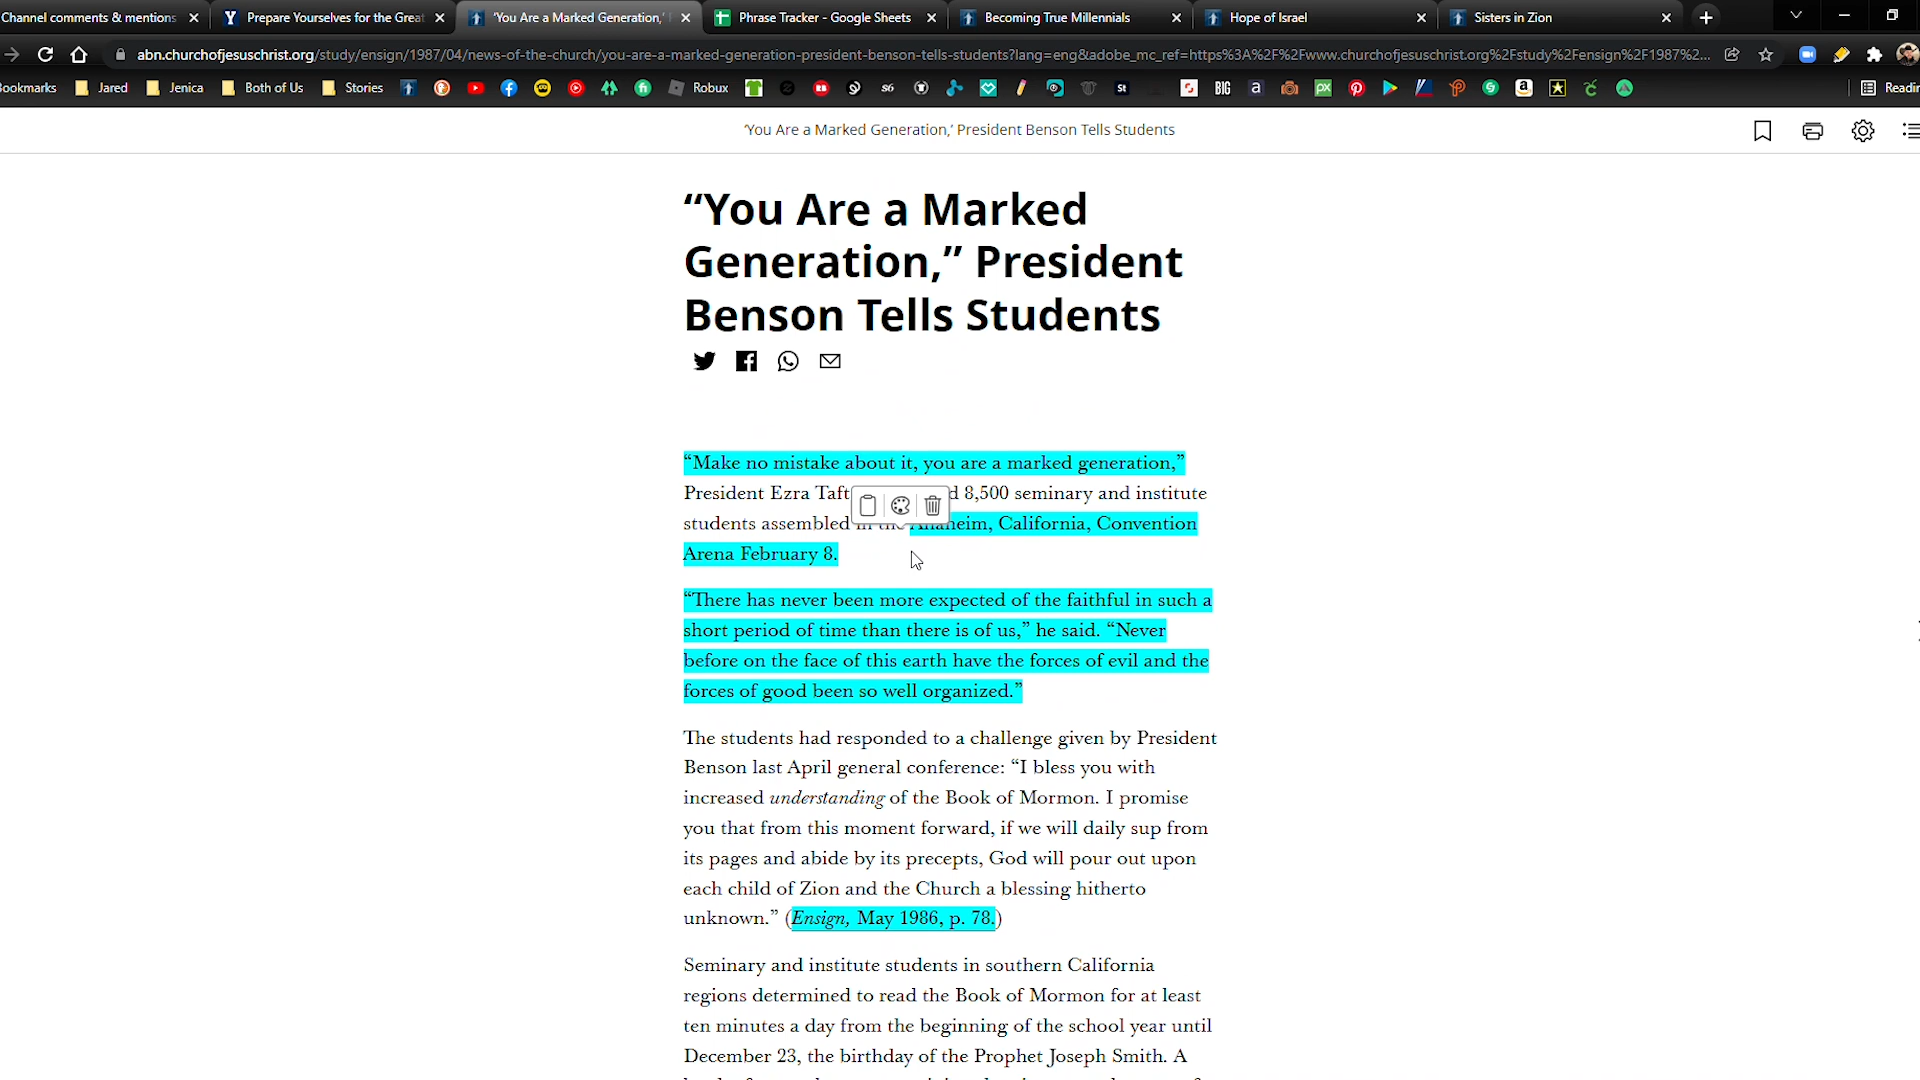 Channel comments & mentions
Prepare Yourselves for the Great
'You Are a Marked Generation,'
Phrase Tracker - Google Sheets
Becoming True Millennials
Hope of Israel
Sisters in Zion
abn.churchofjesuschrist.org/study/ensign/1987/04/news-of-the-church/you-are-a-marked-generation-president-benson-tells-students?lang=eng&adobe_mc_ref=https%3A%2F%2Fwww.churchofjesuschrist.org%2Fstudy%2Fensign%2F1987%2...
ookmarks
Jared
Jenica
Both of Us
Stories
Robux
BIG
Readin
'You Are a Marked Generation,' President Benson Tells Students
“You Are a Marked
Generation,” President
Benson Tells Students
“Make no mistake about it, you are a marked generation,”
President Ezra Taft d 8,500 seminary and institute
students assembled in the Anaheim, California, Convention
Arena February 8.
“There has never been more expected of the faithful in such a
short period of time than there is of us,” he said. “Never
before on the face of this earth have the forces of evil and the
forces of good been so well organized.”
The students had responded to a challenge given by President
Benson last April general conference: “I bless you with
increased understanding of the Book of Mormon. I promise
you that from this moment forward, if we will daily sup from
its pages and abide by its precepts, God will pour out upon
each child of Zion and the Church a blessing hitherto
unknown.” (Ensign, May 1986, p. 78.)
Seminary and institute students in southern California
regions determined to read the Book of Mormon for at least
ten minutes a day from the beginning of the school year until
December 23, the birthday of the Prophet Joseph Smith. A